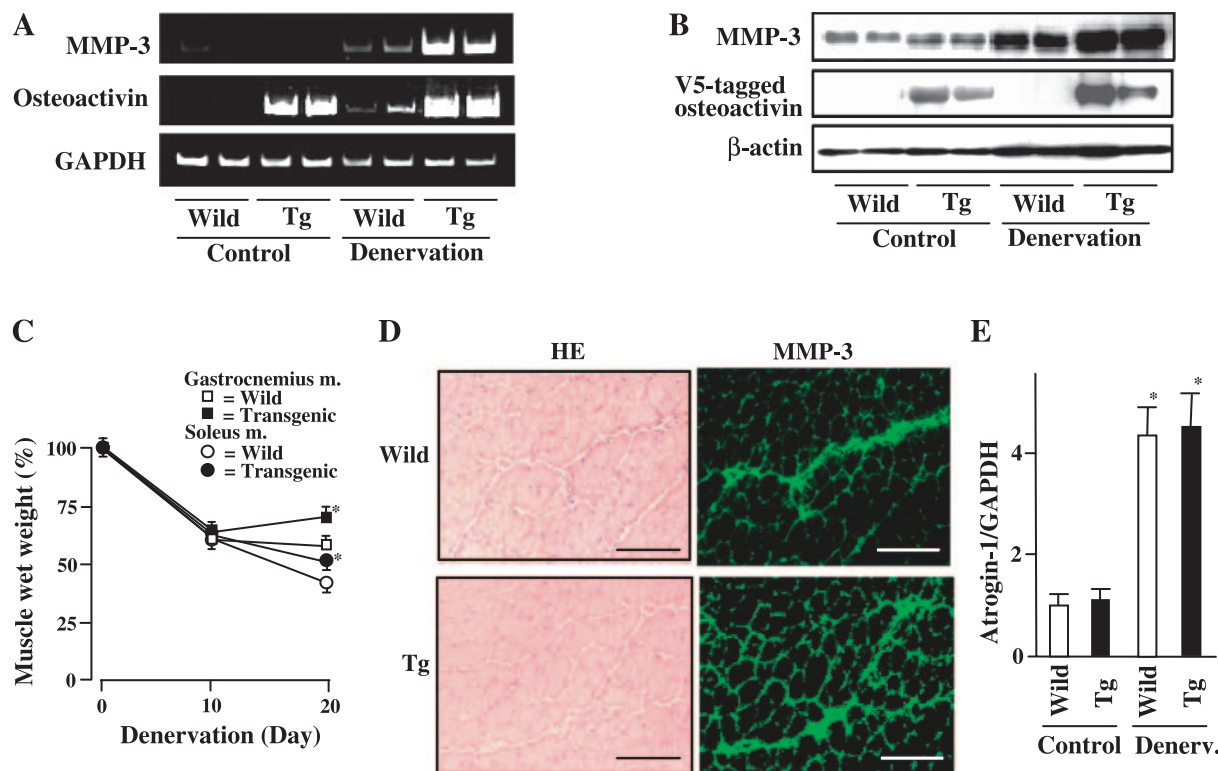 A
MMP-3
Osteoactivin
GAPDH
Wild Tg Wild Tg
Control Denervation
B
MMP-3
V5-tagged
osteoactivin
β-actin
Wild Tg Wild Tg
Control Denervation
C
Gastrocnemius m.
= Wild
= Transgenic
Soleus m.
= Wild
= Transgenic
Muscle wet weight (%)
100
75
50
25
0
* 
*
0 10 20
Denervation (Day)
D
HE MMP-3
Wild
Tg
E
Atrogin-1/GAPDH
4
2
0
* *
Wild Tg Wild Tg
Control Denerv.